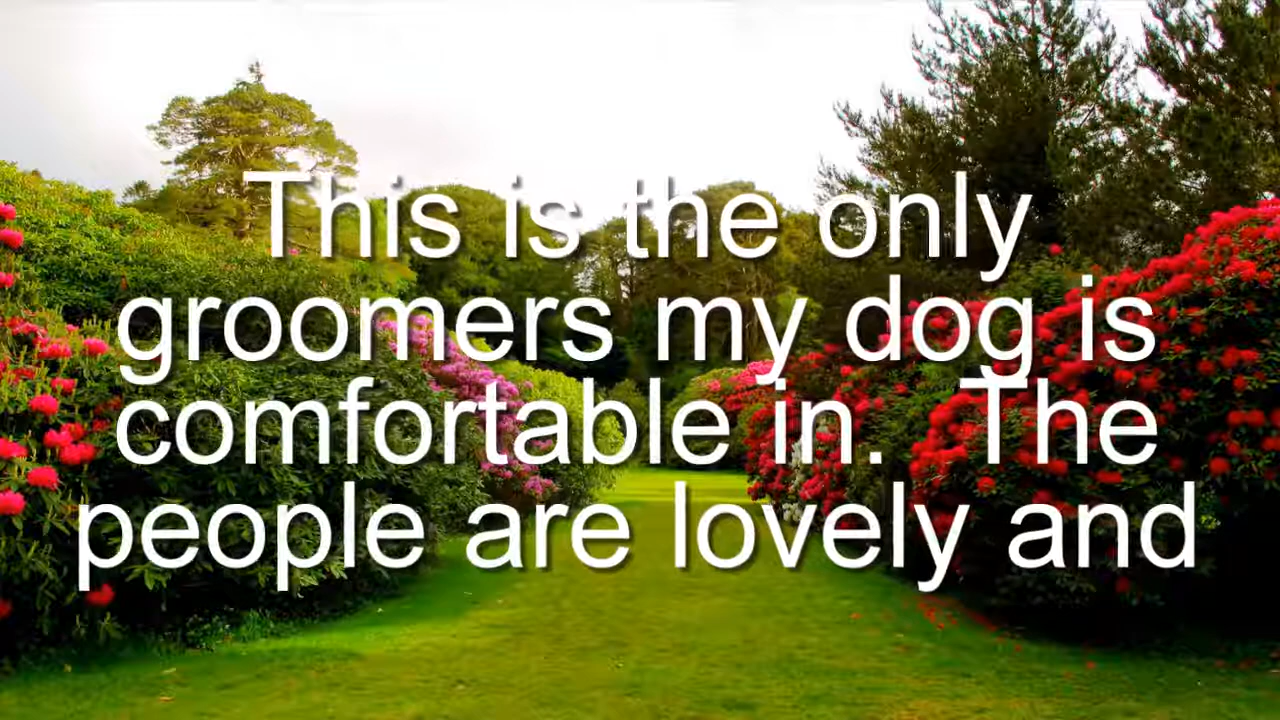 This is the only
groomers my dog is
comfortable in.  The
people are lovely and